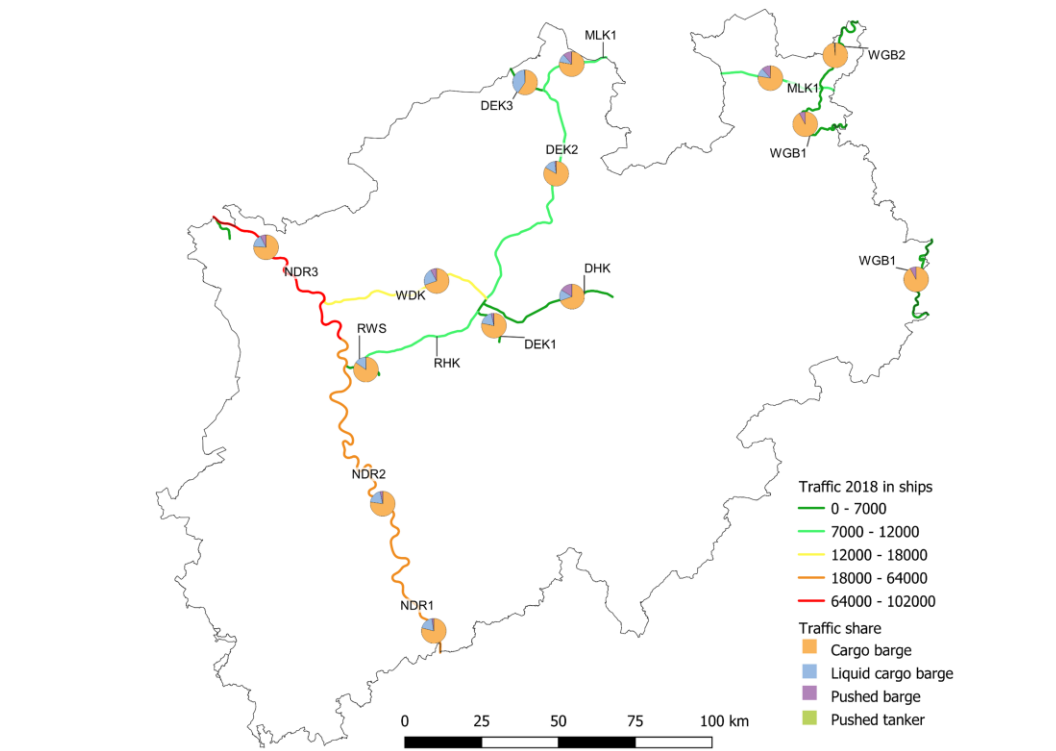 MLK1
WGB2
DEK3
MLK1
DEK2
WGB1
WGB1
NDR3
DHK
WDK
RWS
DEK1
RHK
NDR2
NDR1
Traffic 2018 in ships
0 - 7000
7000 - 12000
12000 - 18000
18000 - 64000
64000 - 102000
Traffic share
Cargo barge
Liquid cargo barge
Pushed barge
Pushed tanker
0 25 50 75 100 km